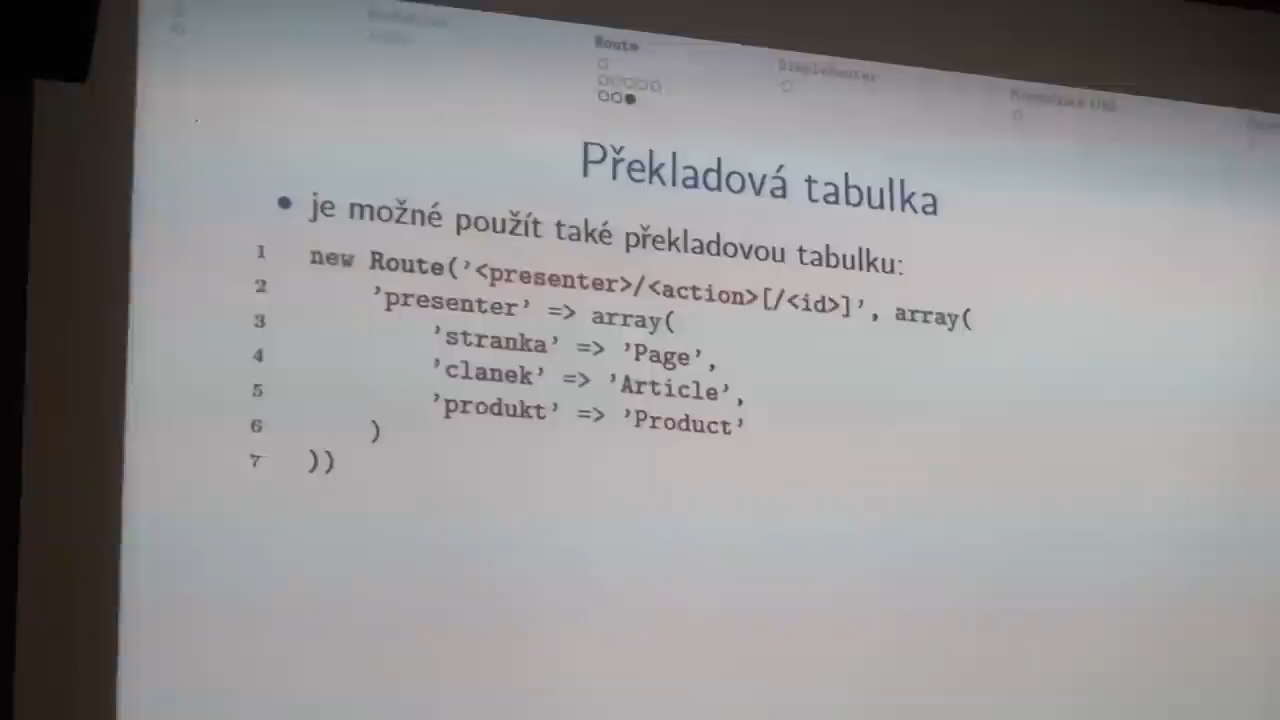 Route
SimpleRouter
Překladová tabulka
• je možné použít také překladovou tabulku:
1 new Route('<presenter>/<action>[/<id>]', array(
2 'presenter' => array(
3 'stranka' => 'Page',
4 'clanek' => 'Article',
5 'produkt' => 'Product'
6 )
7 ))